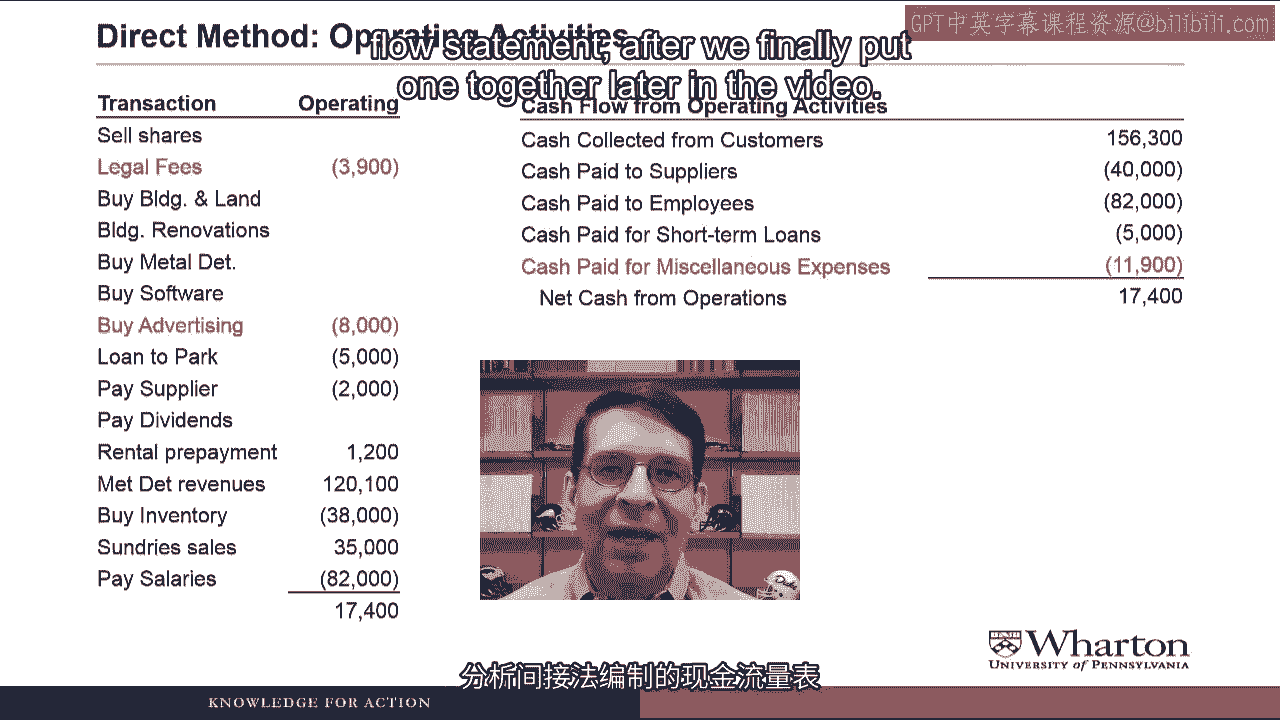 GPT中英字幕课程资源@bilibili.com
Direct Method: Operating Activities
flow statement, after we finally put
one together later in the video.
Transaction Operating
Sell shares
Legal Fees (3,900)
Buy Bldg. & Land
Bldg. Renovations
Buy Metal Det.
Buy Software
Buy Advertising (8,000)
Loan to Park (5,000)
Pay Supplier (2,000)
Pay Dividends
Rental prepayment 1,200
Met Det revenues 120,100
Buy Inventory (38,000)
Sundries sales 35,000
Pay Salaries (82,000)
17,400
Cash Flow from Operating Activities
Cash Collected from Customers 156,300
Cash Paid to Suppliers (40,000)
Cash Paid to Employees (82,000)
Cash Paid for Short-term Loans (5,000)
Cash Paid for Miscellaneous Expenses (11,900)
Net Cash from Operations 17,400
Wharton
UNIVERSITY of PENNSYLVANIA
分析间接法编制的现金流量表
KNOWLEDGE FOR ACTION